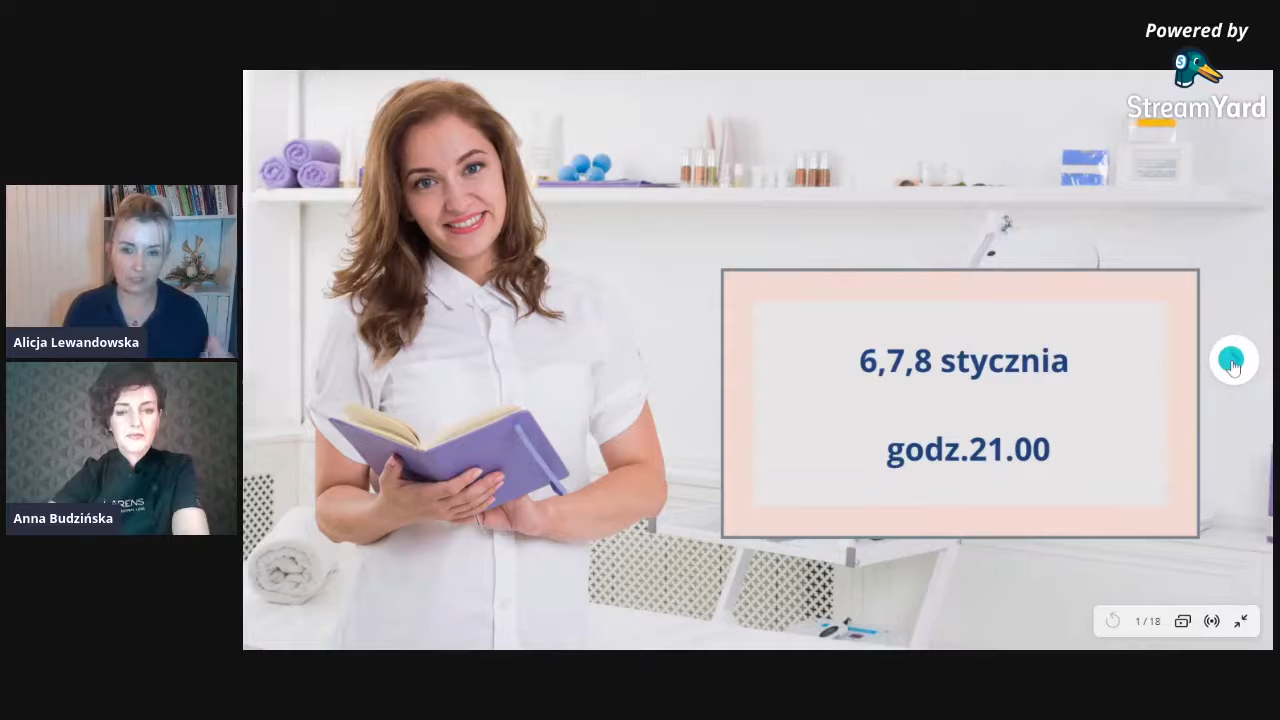 Powered by
StreamYard
Alicja Lewandowska
Anna Budzińska
6,7,8 stycznia
godz.21.00
1 / 18